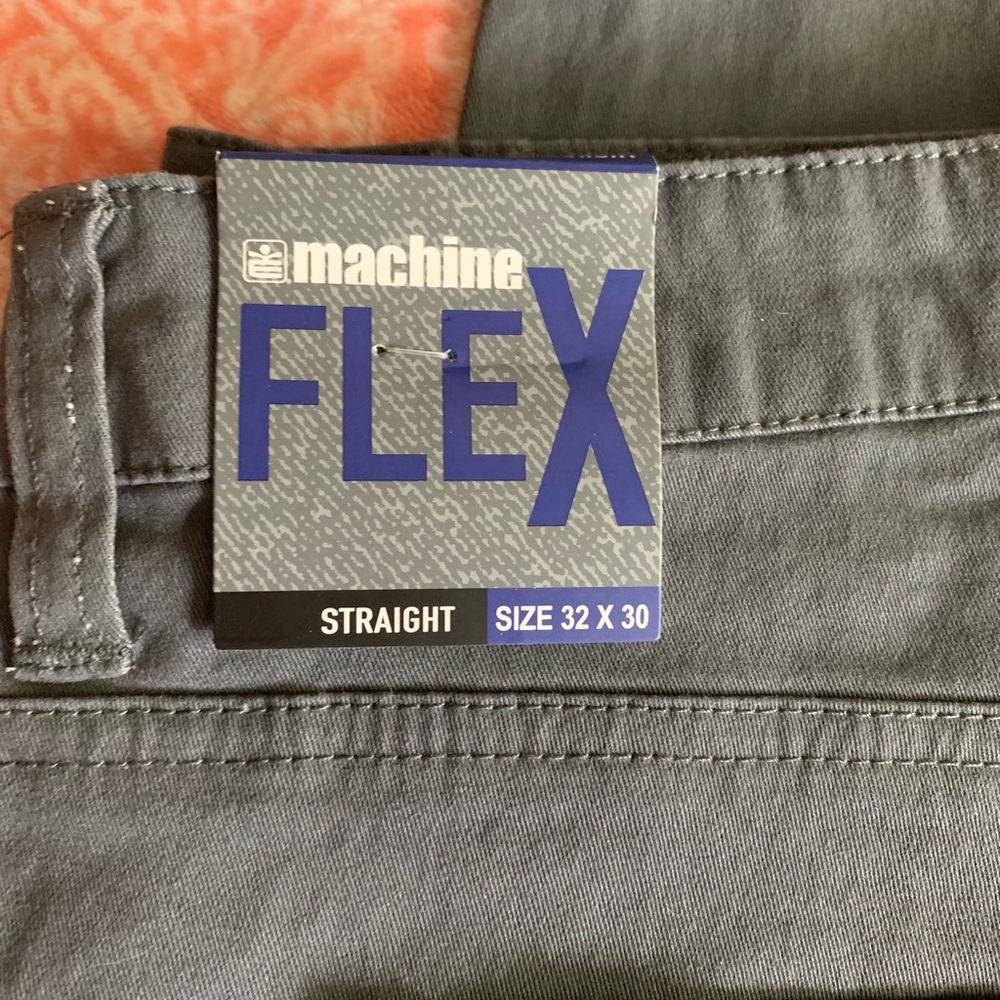 machine
FLEX
STRAIGHT SIZE 32 X 30